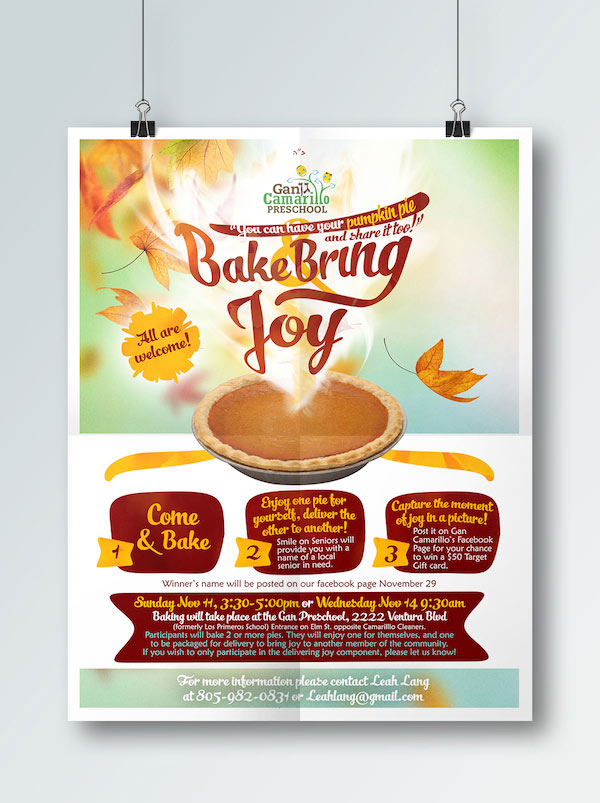 ב"ה
Gan
Camarillo
PRESCHOOL
"You can have your pumpkin pie
and share it too!"
Bake & Bring
Joy
All are
welcome!
1
Come
& Bake
2
Enjoy one pie for
yourself, deliver the
other to another!
Smile on Seniors will
provide you with a
name of a local
senior in need.
3
Capture the moment
of joy in a picture!
Post it on Gan
Camarillo's Facebook
Page for your chance
to win a $50 Target
Gift card.
Winner's name will be posted on our facebook page November 29
Sunday Nov 11, 3:30-5:00pm or Wednesday Nov 14 9:30am
Baking will take place at the Gan Preschool, 2222 Ventura Blvd
(formerly Los Primeros School) Entrance on Elm St. opposite Camarillo Cleaners.
Participants will bake 2 or more pies. They will enjoy one for themselves, and one
to be packaged for delivery to bring joy to another member of the community.
If you wish to only participate in the delivering joy component, please let us know!
For more information please contact Leah Lang
at 805-982-0831 or Leahlang@gmail.com